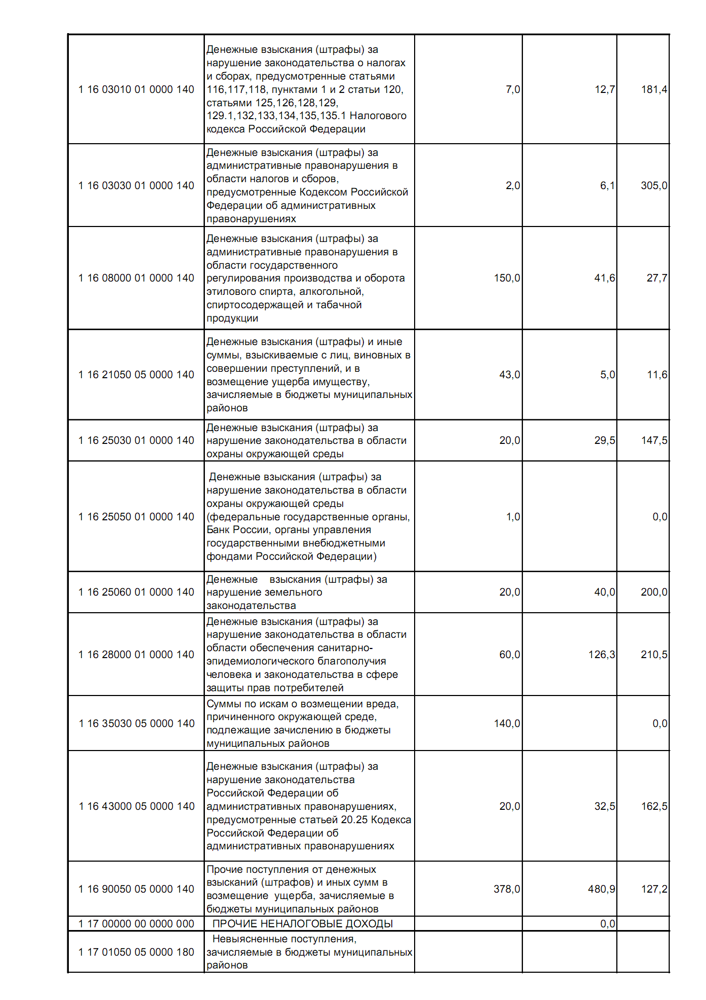 Денежные взыскания (штрафы) за
нарушение законодательства о налогах
и сборах, предусмотренные статьями
1 16 03010 01 0000 140 116,117,118, пунктами 1 и 2 статьи 120, 7,0 12,7 181,4
статьями 125,126,128,129,
129.1,132,133,134,135,135.1 Налогового
кодекса Российской Федерации
Денежные взыскания (штрафы) за
административные правонарушения в
области налогов и сборов,
1 16 03030 01 0000 140 2,0 6,1 305,0
предусмотренные Кодексом Российской
Федерации об административных
правонарушениях
Денежные взыскания (штрафы) за
административные правонарушения в
области государственного
1 16 08000 01 0000 140 регулирования производства и оборота 150,0 41,6 27,7
этилового спирта, алкогольной,
спиртосодержащей и табачной
продукции
Денежные взыскания (штрафы) и иные
суммы, взыскиваемые с лиц, виновных в
совершении преступлений, и в
1 16 21050 05 0000 140 43,0 5,0 11,6
возмещение ущерба имуществу,
зачисляемые в бюджеты муниципальных
районов
Денежные взыскания (штрафы) за
1 16 25030 01 0000 140 нарушение законодательства в области 20,0 29,5 147,5
охраны окружающей среды
Денежные взыскания (штрафы) за
нарушение законодательства в области
охраны окружающей среды
1 16 25050 01 0000 140 (федеральные государственные органы, 1,0 0,0
Банк России, органы управления
государственными внебюджетными
фондами Российской Федерации)
Денежные взыскания (штрафы) за
1 16 25060 01 0000 140 нарушение земельного 20,0 40,0 200,0
законодательства
Денежные взыскания (штрафы) за
нарушение законодательства в области
области обеспечения санитарно-
1 16 28000 01 0000 140 60,0 126,3 210,5
эпидемиологического благополучия
человека и законодательства в сфере
защиты прав потребителей
Суммы по искам о возмещении вреда,
причиненного окружающей среде,
1 16 35030 05 0000 140 140,0 0,0
подлежащие зачислению в бюджеты
муниципальных районов
Денежные взыскания (штрафы) за
нарушение законодательства
Российской Федерации об
1 16 43000 05 0000 140 административных правонарушениях, 20,0 32,5 162,5
предусмотренные статьей 20.25 Кодекса
Российской Федерации об
административных правонарушениях
Прочие поступления от денежных
взысканий (штрафов) и иных сумм в
1 16 90050 05 0000 140 378,0 480,9 127,2
возмещение ущерба, зачисляемые в
бюджеты муниципальных районов
1 17 00000 00 0000 000 ПРОЧИЕ НЕНАЛОГОВЫЕ ДОХОДЫ 0,0
Невыясненные поступления,
1 17 01050 05 0000 180 зачисляемые в бюджеты муниципальных
районов